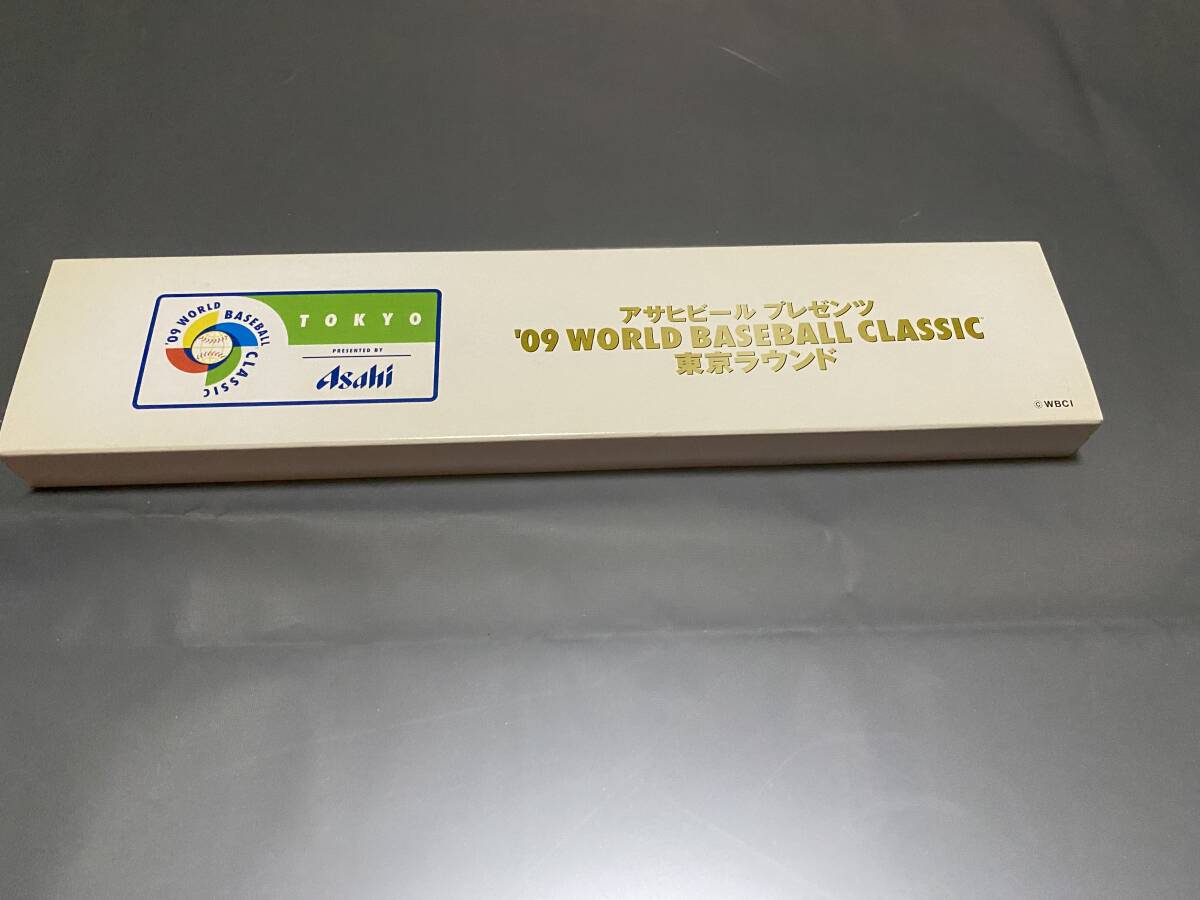 '09 WORLD BASEBALL CLASSIC
TOKYO
PRESENTED BY
Asahi
アサヒビール プレゼンツ
'09 WORLD BASEBALL CLASSIC™
東京ラウンド
©WBCI